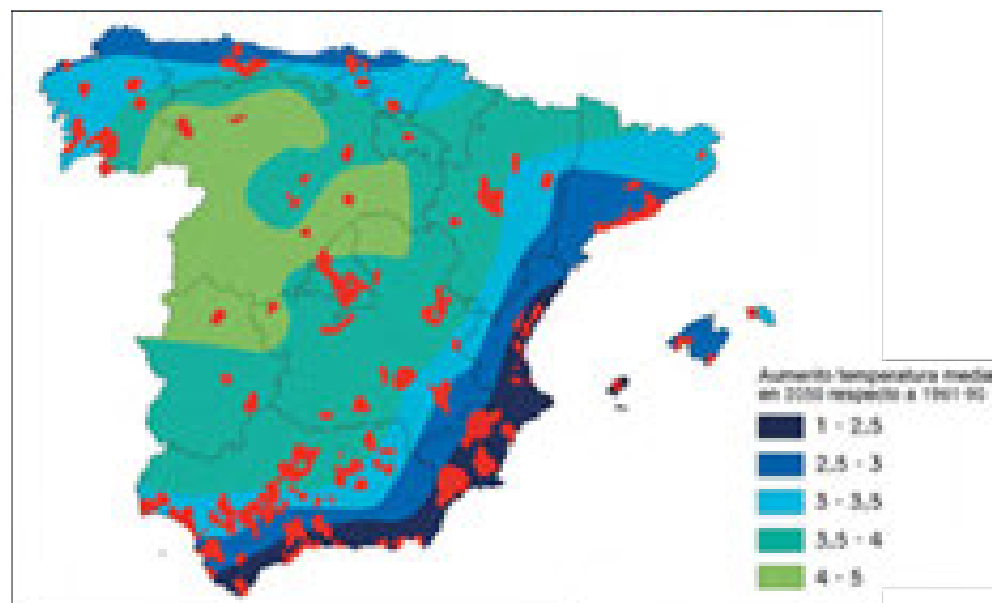 Aumento temperatura media
en 2050 respecto a 1961-90
1 - 2.5
2.5 - 3
3 - 3.5
3.5 - 4
4 - 5